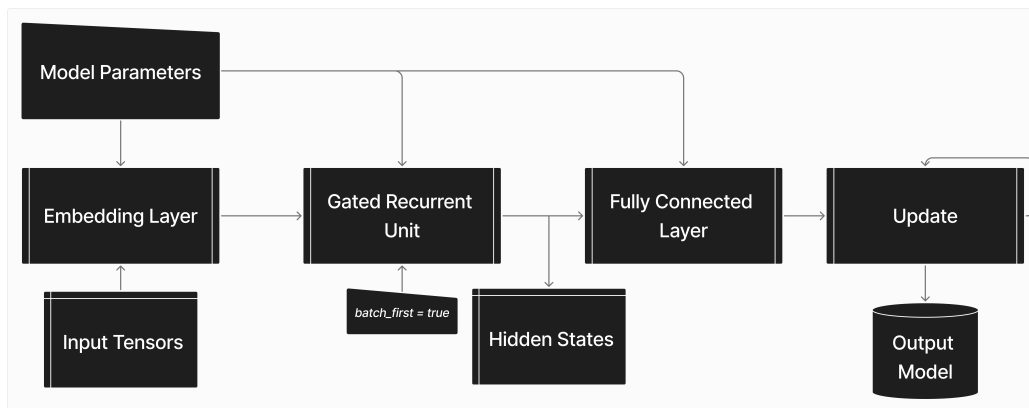 Model Parameters
Embedding Layer
Gated Recurrent
Unit
Fully Connected
Layer
Update
Input Tensors
batch_first = true
Hidden States
Output
Model